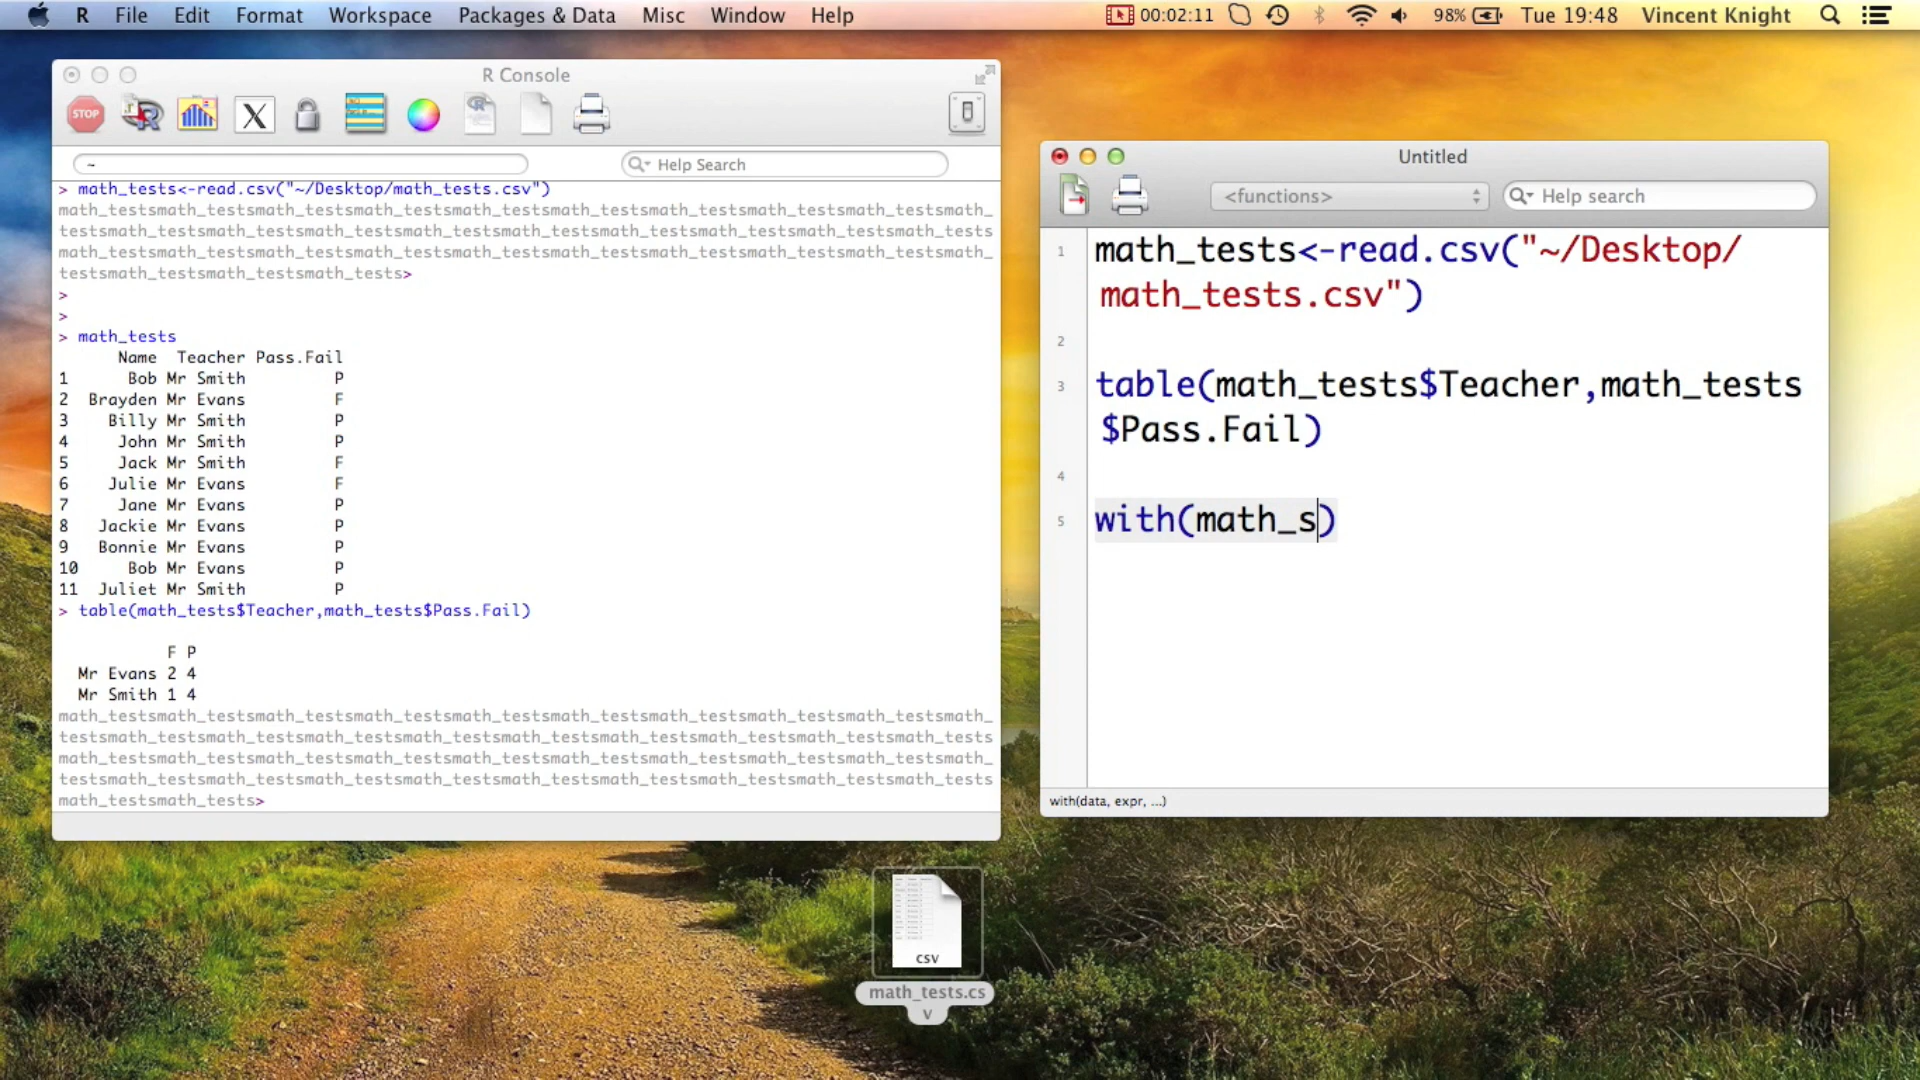 R File Edit Format Workspace Packages & Data Misc Window Help 00:02:11 98% Tue 19:48 Vincent Knight
R Console
STOP
X
~
Help Search
> math_tests<-read.csv("~/Desktop/math_tests.csv")
math_testsmath_testsmath_testsmath_testsmath_testsmath_testsmath_testsmath_testsmath_testsmath_
testsmath_testsmath_testsmath_testsmath_testsmath_testsmath_testsmath_testsmath_testsmath_tests
math_testsmath_testsmath_testsmath_testsmath_testsmath_testsmath_testsmath_testsmath_testsmath_
testsmath_testsmath_testsmath_tests>
>
>
> math_tests
Name Teacher Pass.Fail
1 Bob Mr Smith P
2 Brayden Mr Evans F
3 Billy Mr Smith P
4 John Mr Smith P
5 Jack Mr Smith F
6 Julie Mr Evans F
7 Jane Mr Evans P
8 Jackie Mr Evans P
9 Bonnie Mr Evans P
10 Bob Mr Evans P
11 Juliet Mr Smith P
> table(math_tests$Teacher,math_tests$Pass.Fail)
F P
Mr Evans 2 4
Mr Smith 1 4
math_testsmath_testsmath_testsmath_testsmath_testsmath_testsmath_testsmath_testsmath_testsmath_
testsmath_testsmath_testsmath_testsmath_testsmath_testsmath_testsmath_testsmath_testsmath_tests
math_testsmath_testsmath_testsmath_testsmath_testsmath_testsmath_testsmath_testsmath_testsmath_
testsmath_testsmath_testsmath_testsmath_testsmath_testsmath_testsmath_testsmath_testsmath_tests
math_testsmath_tests>
Untitled
<functions>
Help search
1 math_tests<-read.csv("~/Desktop/
math_tests.csv")
2
3 table(math_tests$Teacher,math_tests
$Pass.Fail)
4
5 with(math_s)
with(data, expr, ...)
CSV
math_tests.cs
v